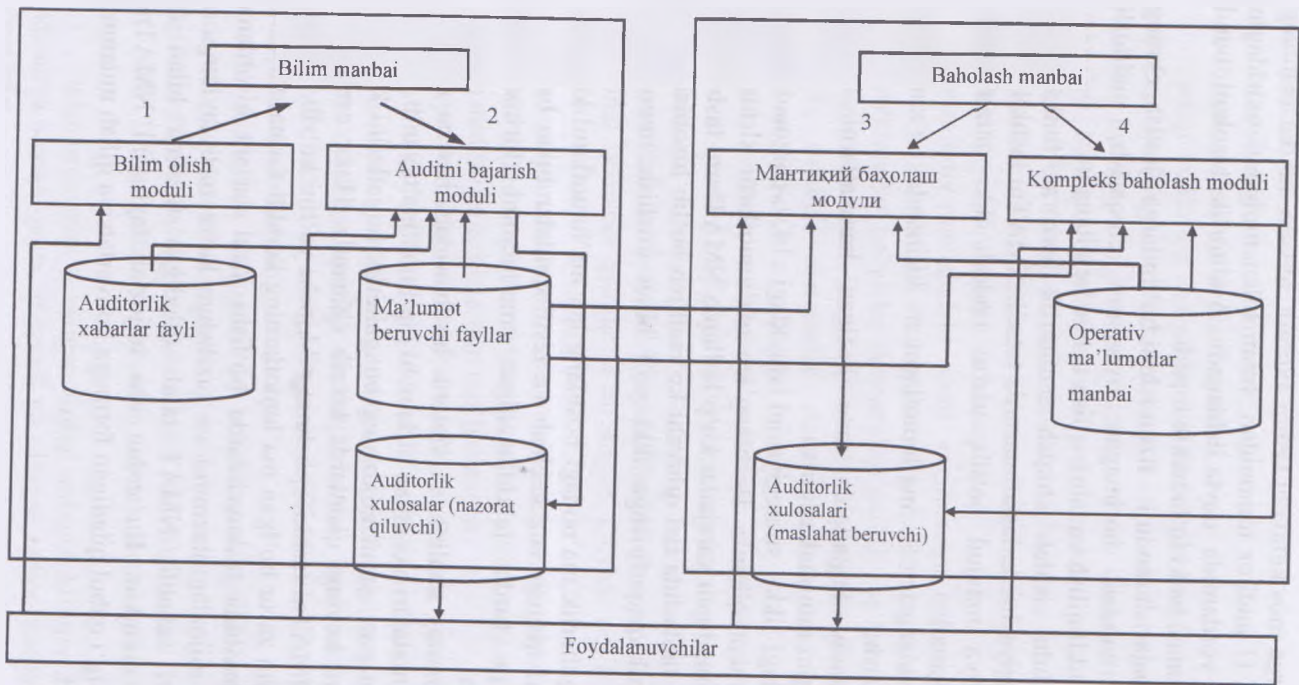 Bilim manbai
1
2
Bilim olish
moduli
Auditni bajarish
moduli
Auditorlik
xabarlar fayli
Ma’lumot
beruvchi fayllar
Auditorlik
xulosalar (nazorat
qiluvchi)
Baholash manbai
3
4
Мантиқий баҳолаш
модули
Kompleks baholash moduli
Operativ
ma’lumotlar
manbai
Auditorlik
xulosalari
(maslahat beruvchi)
Foydalanuvchilar